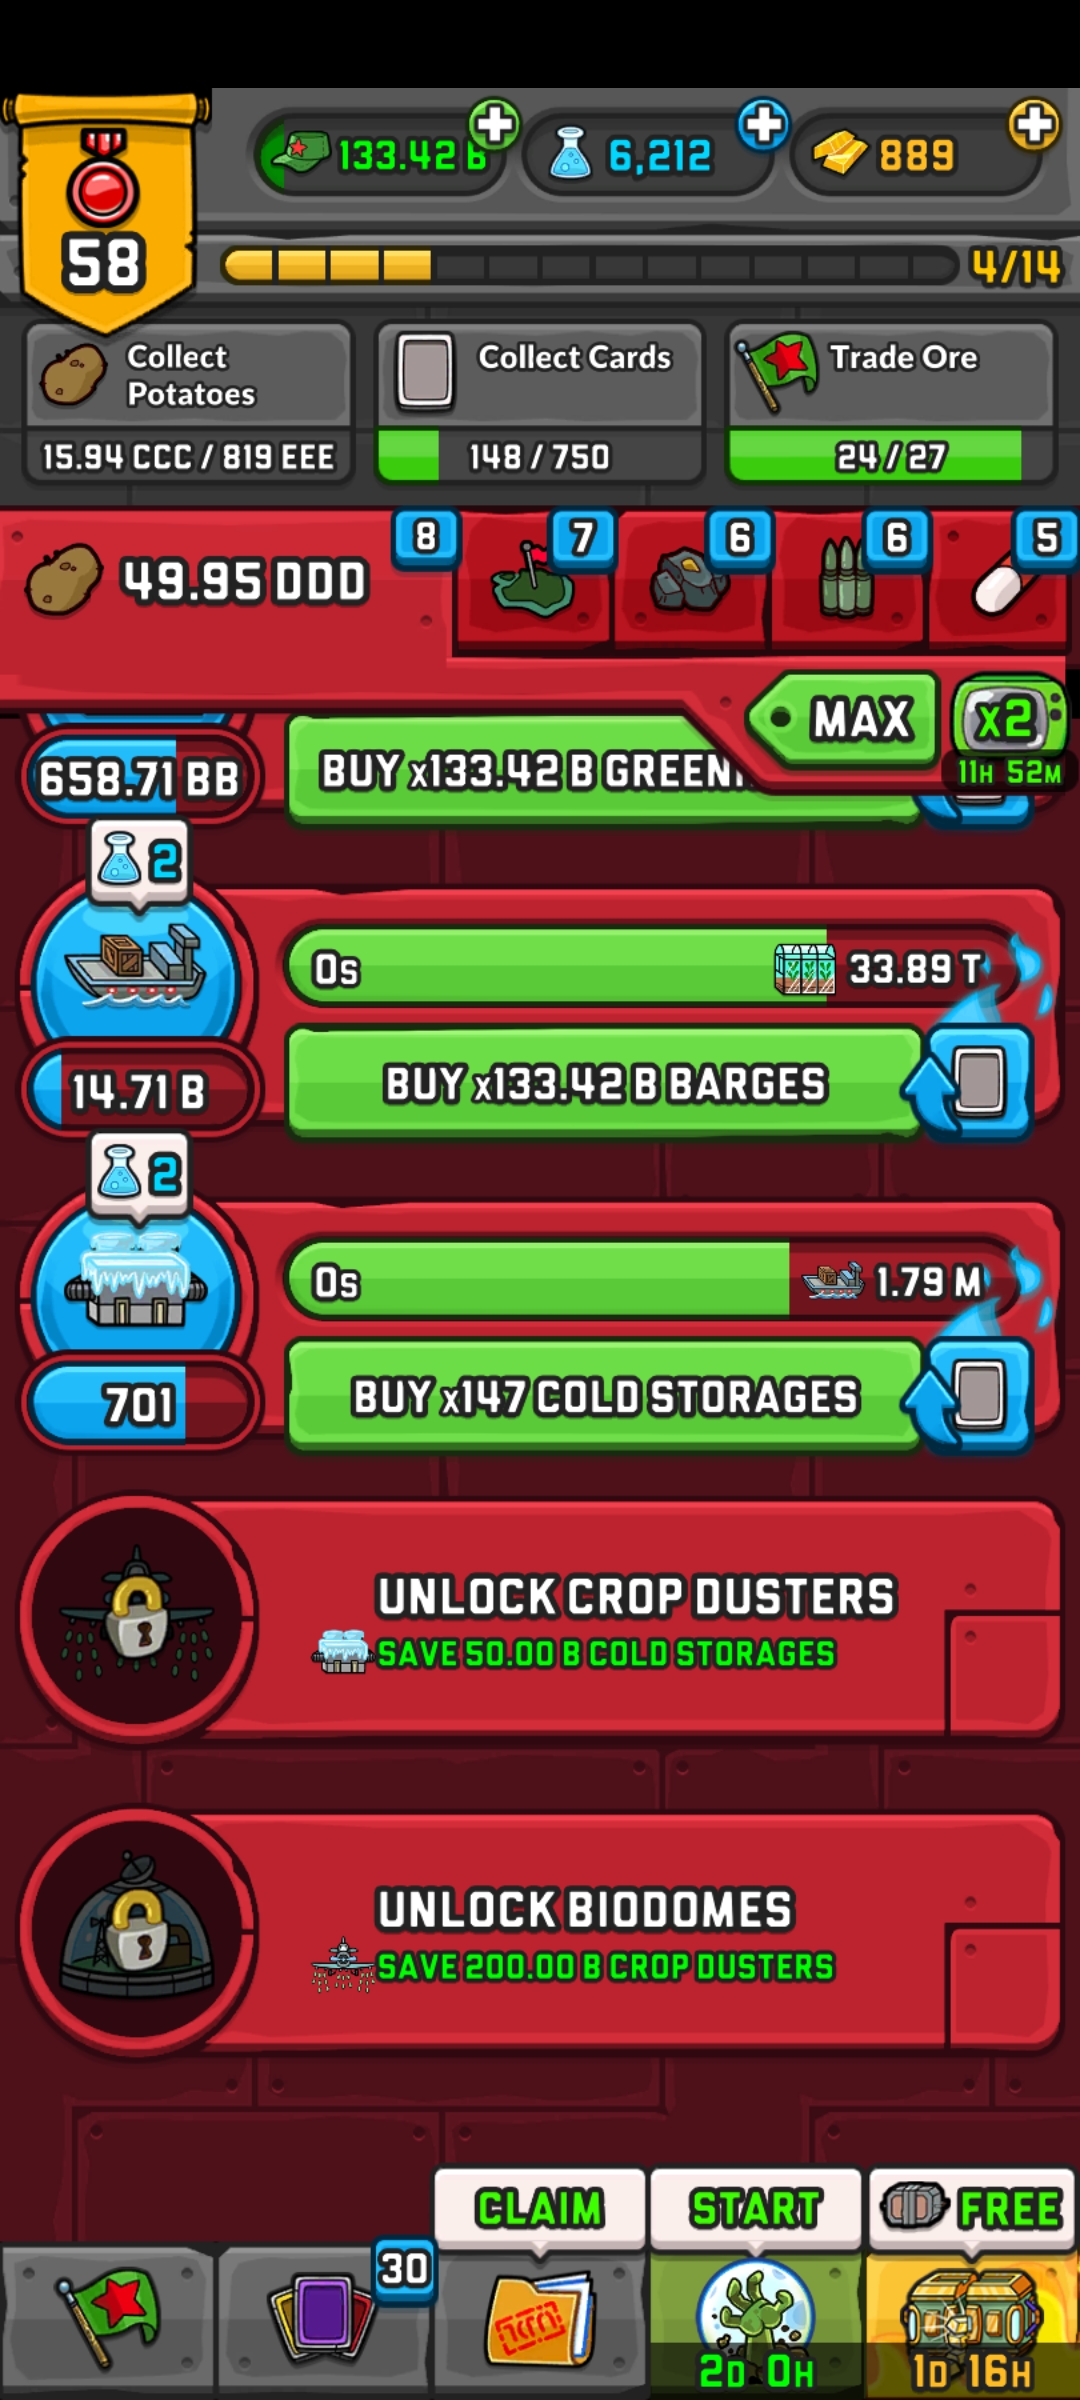 58
133.42 B
6,212
889
4/14
Collect
Potatoes
15.94 CCC / 819 EEE
Collect Cards
148 / 750
Trade Ore
24 / 27
49.95 DDD
8
7
6
6
5
MAX
x2
11H 52M
658.71 BB
BUY x133.42 B
2
0s
33.89 T
14.71 B
BUY x133.42 B BARGES
2
0s
1.79 M
701
BUY x147 COLD STORAGES
UNLOCK CROP DUSTERS
SAVE 50.00 B COLD STORAGES
UNLOCK BIODOMES
SAVE 200.00 B CROP DUSTERS
CLAIM
START
FREE
30
2D 0H
1D 16H